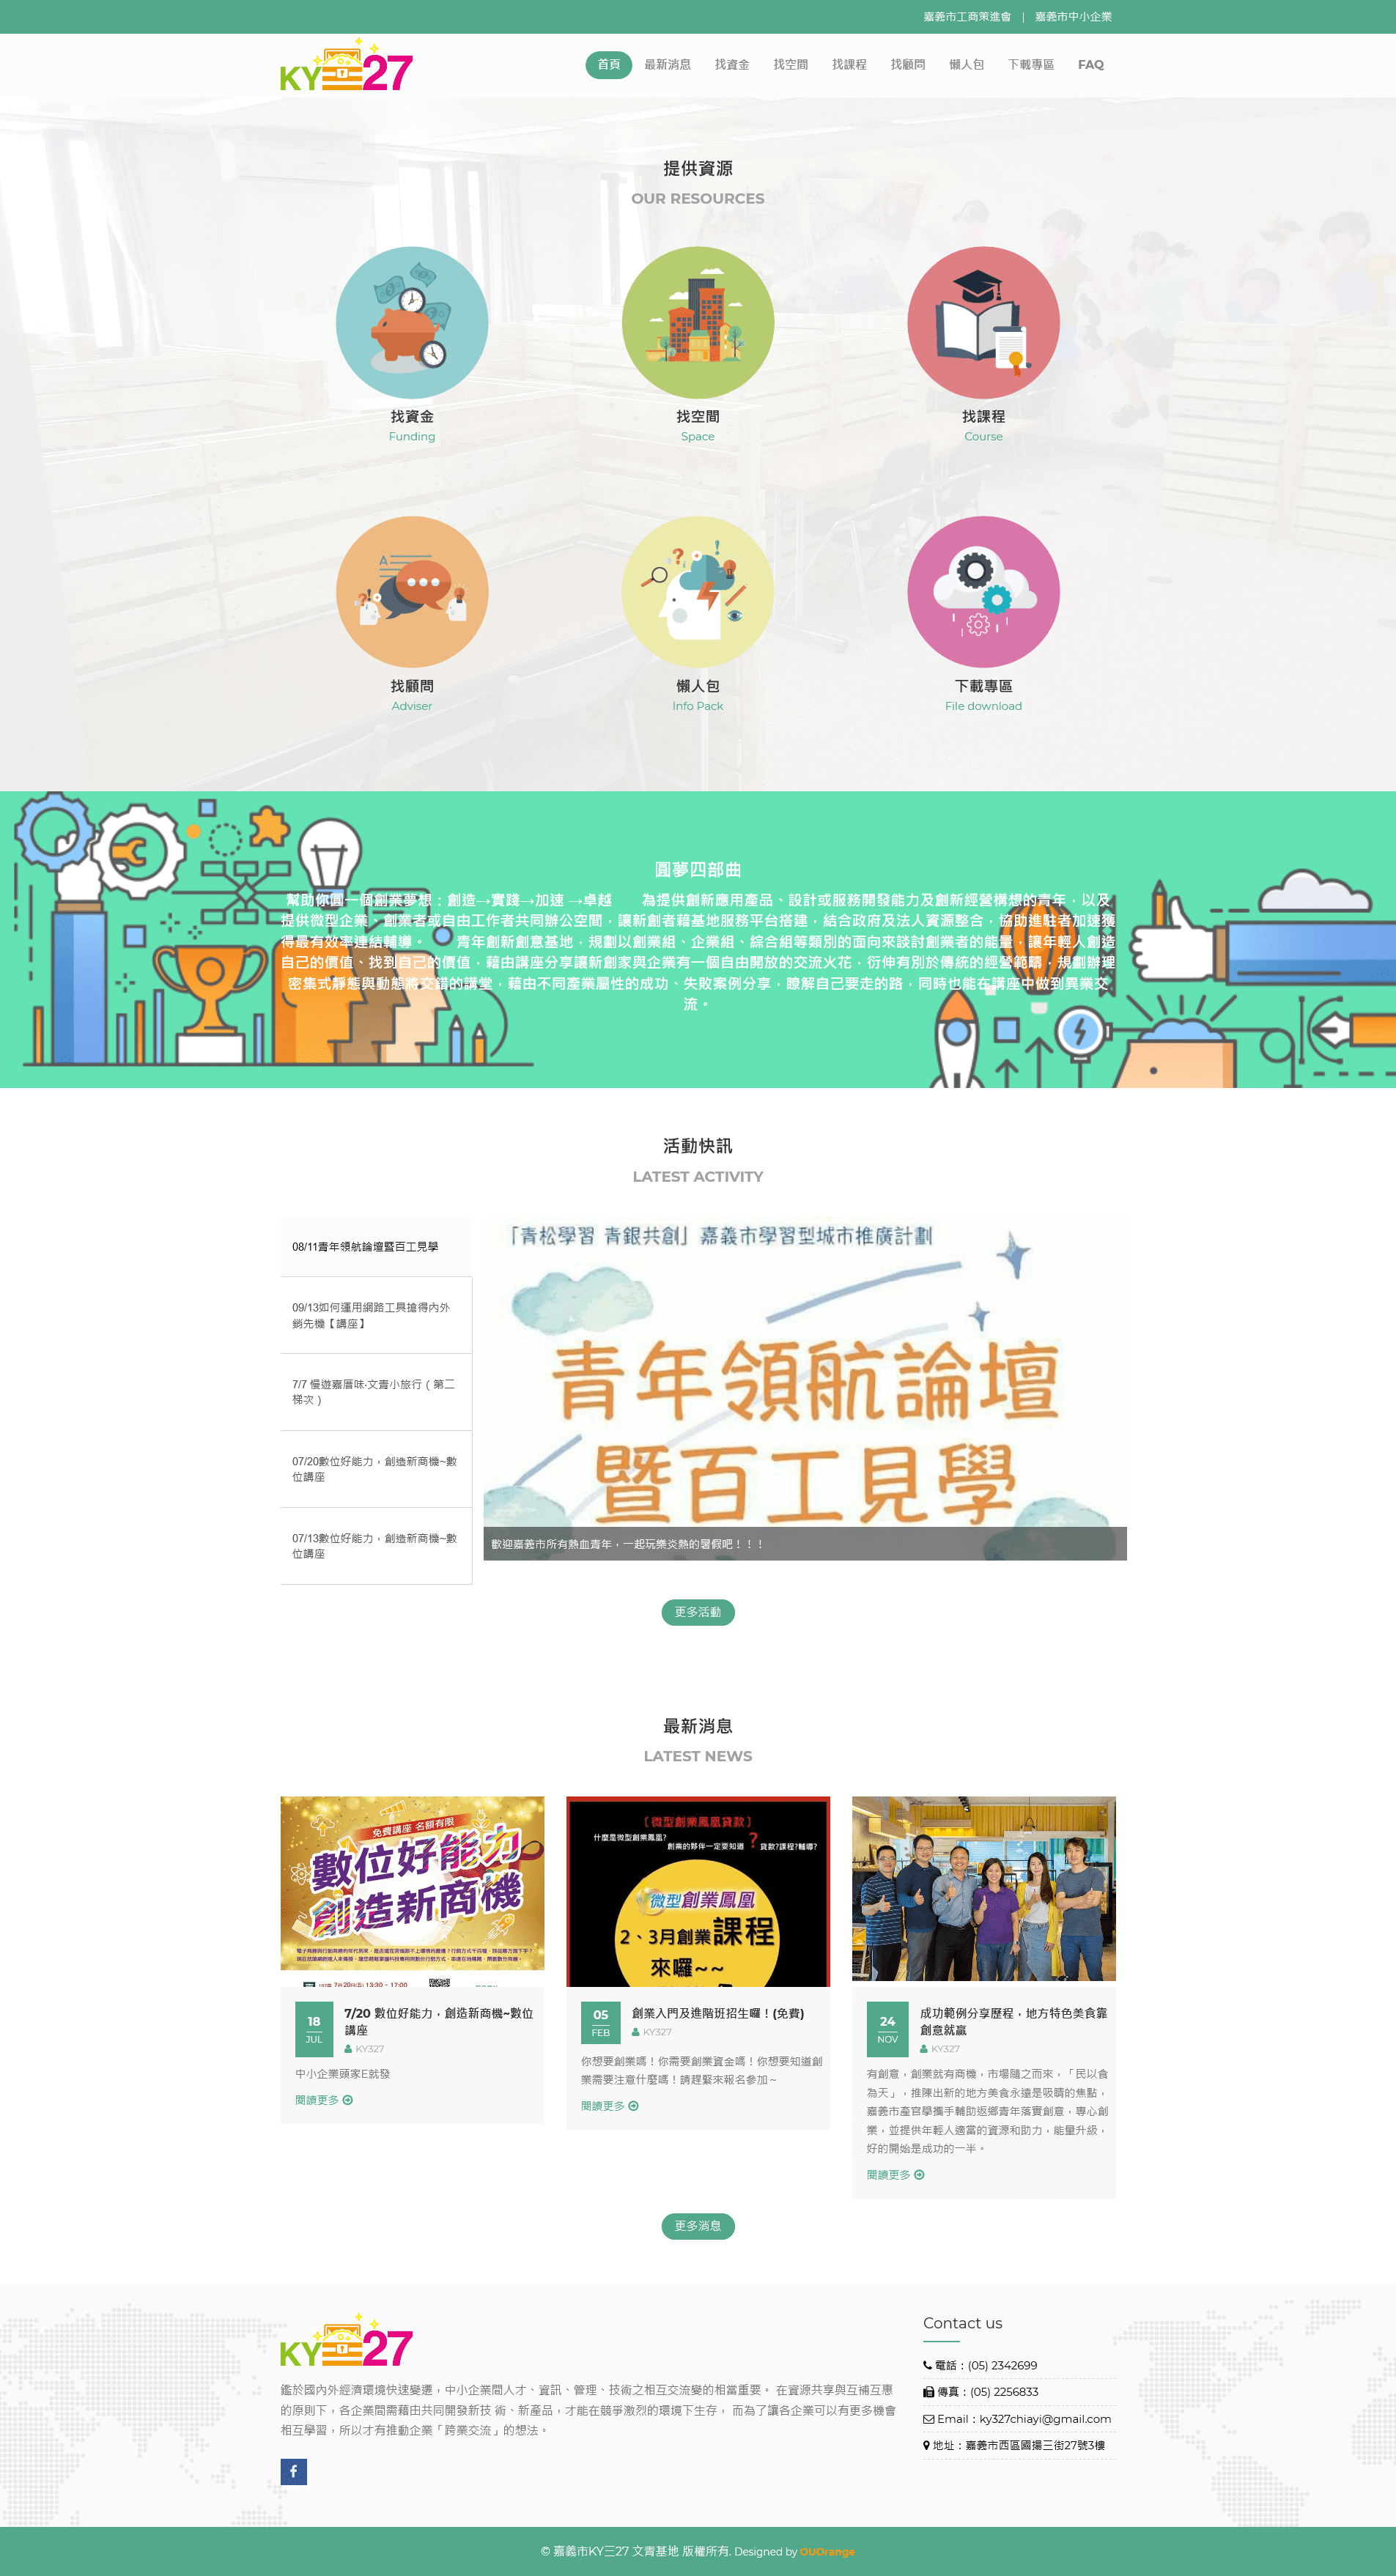 嘉義市工商策進會 | 嘉義市中小企業
KY三27
首頁 最新消息 找資金 找空間 找課程 找顧問 懶人包 下載專區 FAQ
提供資源
OUR RESOURCES
找資金
Funding
找空間
Space
找課程
Course
找顧問
Adviser
懶人包
Info Pack
下載專區
File download
圓夢四部曲
幫助你圓一個創業夢想：創造→實踐→加速 →卓越　　為提供創新應用產品、設計或服務開發能力及創新經營構想的青年，以及
提供微型企業、創業者或自由工作者共同辦公空間，讓新創者藉基地服務平台搭建，結合政府及法人資源整合，協助進駐者加速獲
得最有效率連結輔導。　　青年創新創意基地，規劃以創業組、企業組、綜合組等類別的面向來談討創業者的能量，讓年輕人創造
自己的價值、找到自己的價值，藉由講座分享讓新創家與企業有一個自由開放的交流火花，衍伸有別於傳統的經營範疇，規劃辦理
密集式靜態與動態將交錯的講堂，藉由不同產業屬性的成功、失敗案例分享，瞭解自己要走的路，同時也能在講座中做到異業交
流。
活動快訊
LATEST ACTIVITY
08/11青年領航論壇暨百工見學
09/13如何運用網路工具搶得內外
銷先機【講座】
7/7 慢遊嘉厝味‧文青小旅行（第二
梯次）
07/20數位好能力，創造新商機~數
位講座
07/13數位好能力，創造新商機~數
位講座
「青松學習 青銀共創」嘉義市學習型城市推廣計劃
青年領航論壇
暨百工見學
歡迎嘉義市所有熱血青年，一起玩樂炎熱的暑假吧！！！
更多活動
最新消息
LATEST NEWS
免費講座 名額有限
數位好能力
創造新商機
18
JUL
7/20 數位好能力，創造新商機~數位
講座
KY327
中小企業頭家E就發
閱讀更多
〔微型創業鳳凰貸款〕
什麼是微型創業鳳凰?
創業的夥伴一定要知道 ? 貸款?課程?輔導?
微型創業鳳凰
2、3月創業課程
來囉~~
05
FEB
創業入門及進階班招生囉！(免費)
KY327
你想要創業嗎！你需要創業資金嗎！你想要知道創
業需要注意什麼嗎！請趕緊來報名參加～
閱讀更多
24
NOV
成功範例分享歷程，地方特色美食靠
創意就贏
KY327
有創意，創業就有商機，市場隨之而來，「民以食
為天」，推陳出新的地方美食永遠是吸睛的焦點，
嘉義市產官學攜手輔助返鄉青年落實創意，專心創
業，並提供年輕人適當的資源和助力，能量升級，
好的開始是成功的一半。
閱讀更多
更多消息
KY三27
鑑於國內外經濟環境快速變遷，中小企業間人才、資訊、管理、技術之相互交流變的相當重要。 在資源共享與互補互惠
的原則下，各企業間需藉由共同開發新技 術、新產品，才能在競爭激烈的環境下生存， 而為了讓各企業可以有更多機會
相互學習，所以才有推動企業「跨業交流」的想法。
Contact us
電話：(05) 2342699
傳真：(05) 2256833
Email：ky327chiayi@gmail.com
地址：嘉義市西區國揚三街27號3樓
© 嘉義市KY三27 文青基地 版權所有. Designed by OUOrange